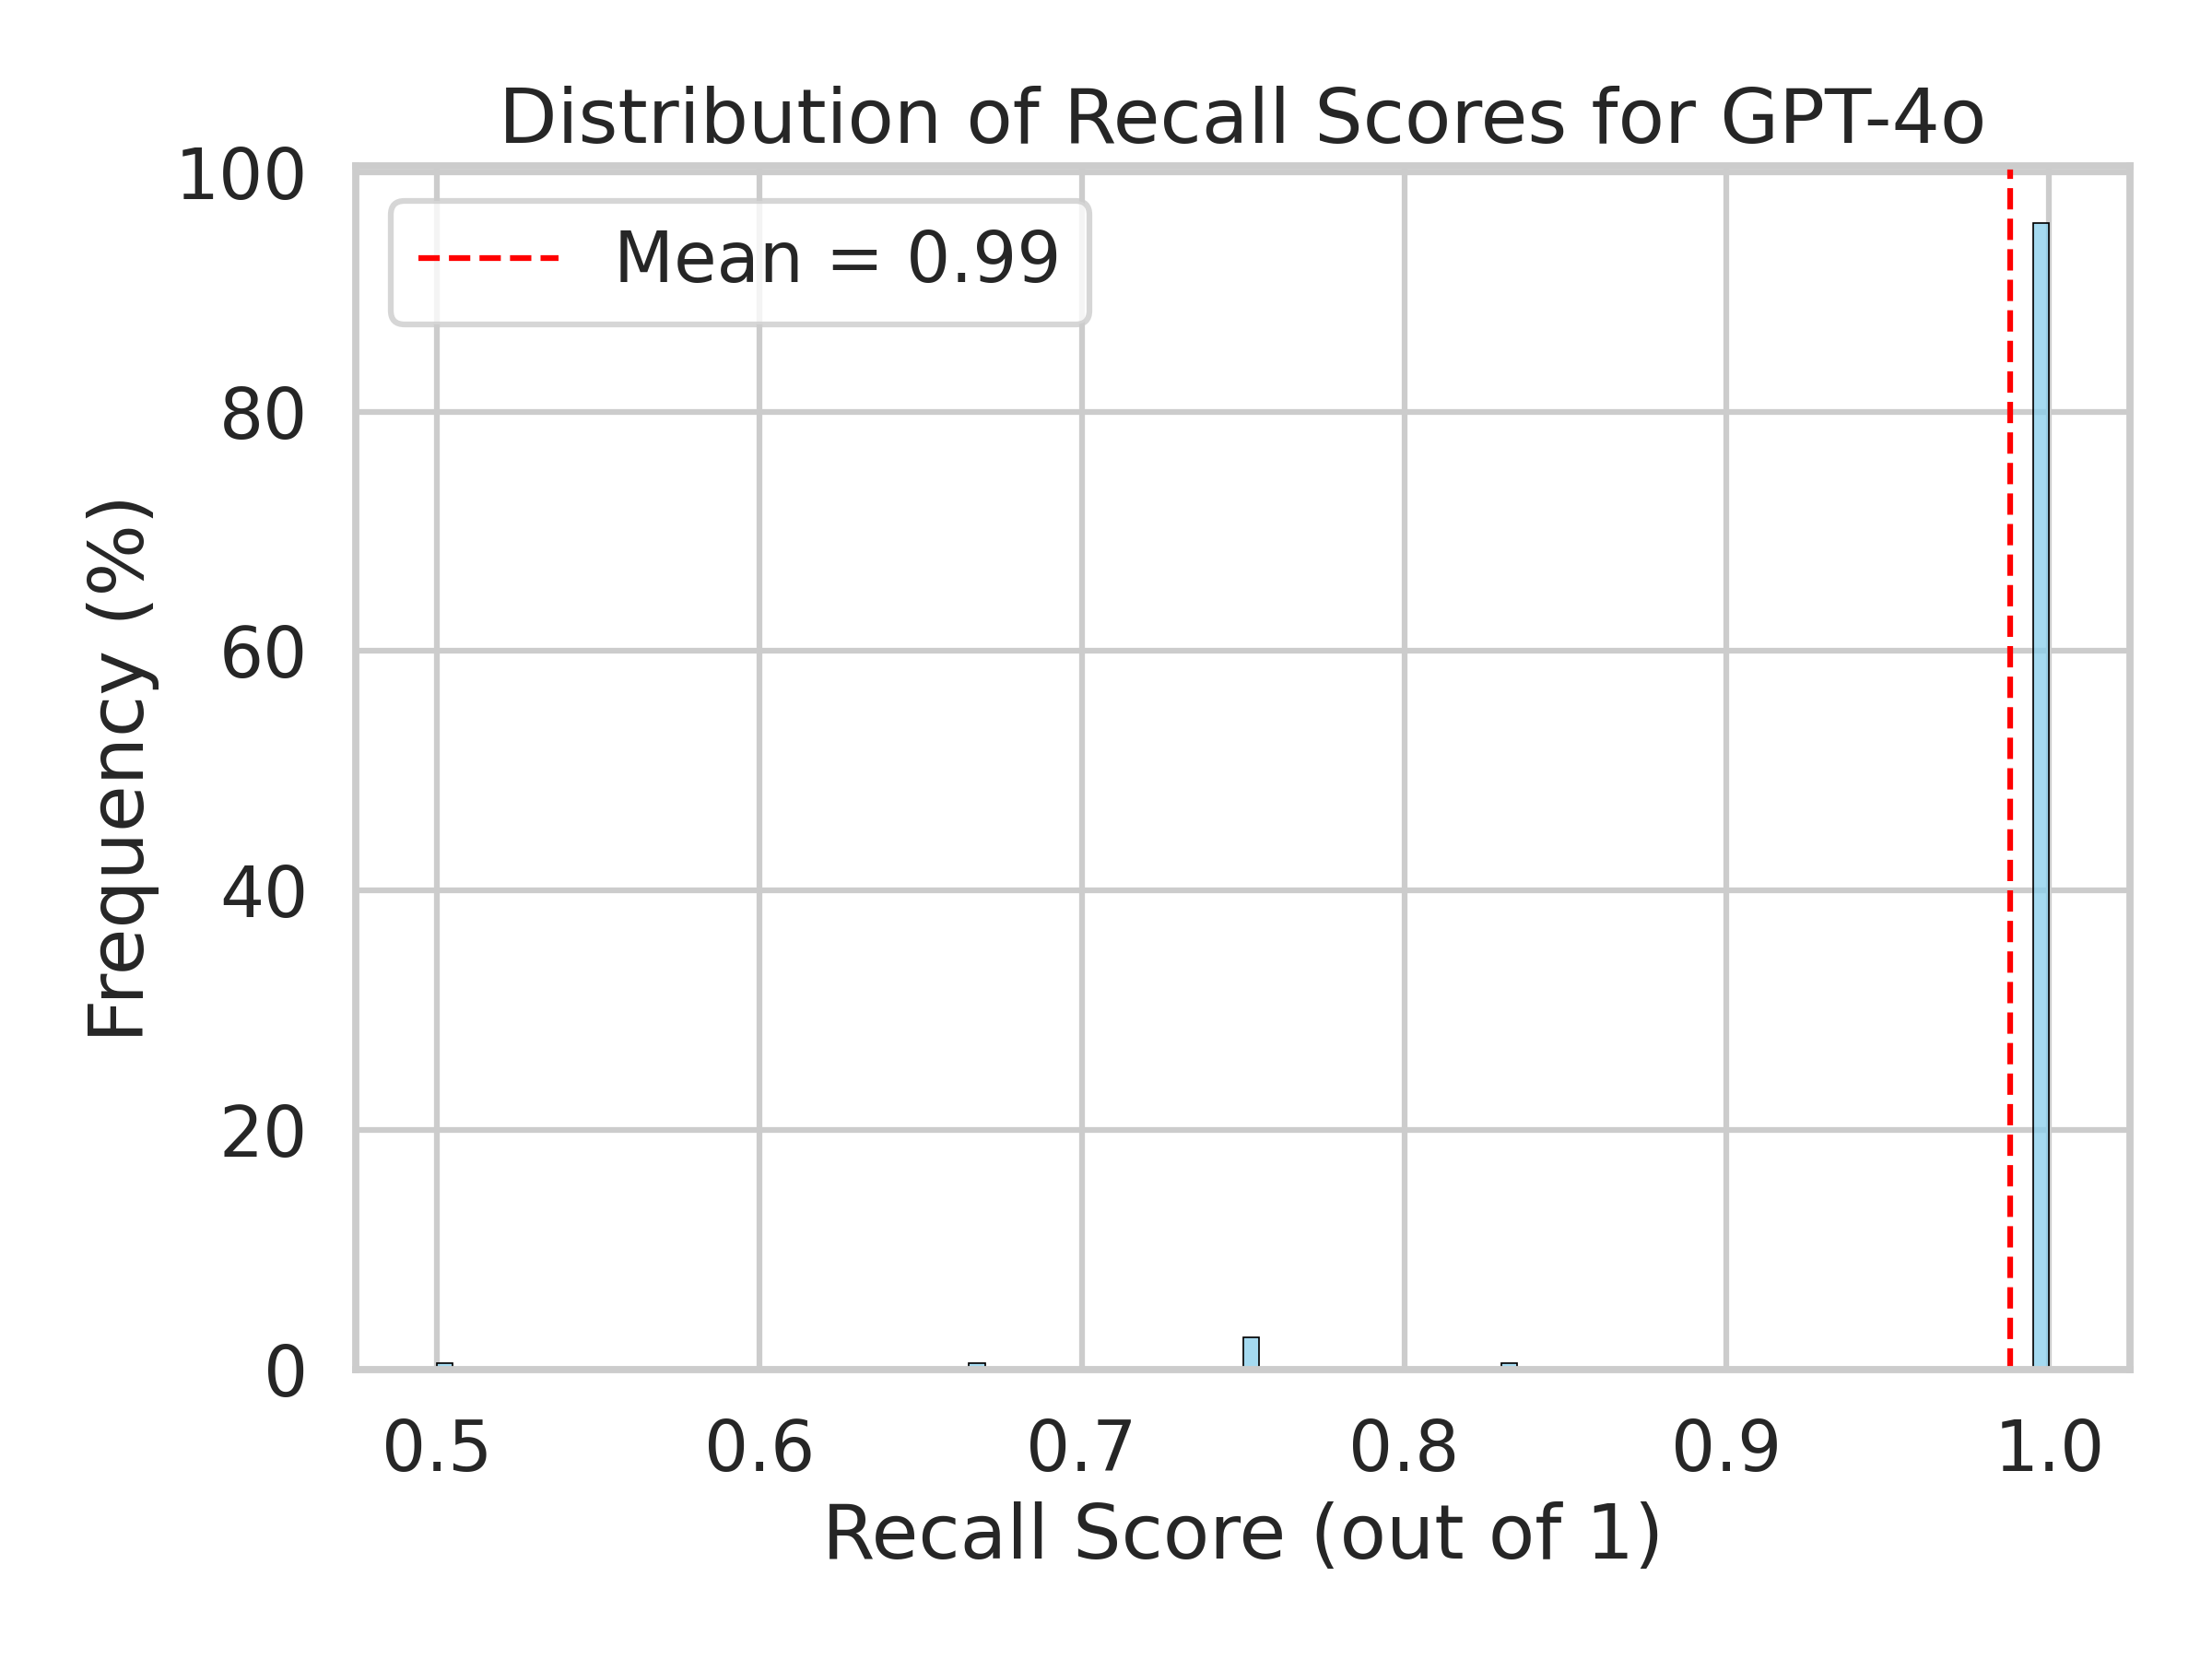 Distribution of Recall Scores for GPT-4o
Mean = 0.99
Frequency (%)
100
80
60
40
20
0
0.5 0.6 0.7 0.8 0.9 1.0
Recall Score (out of 1)